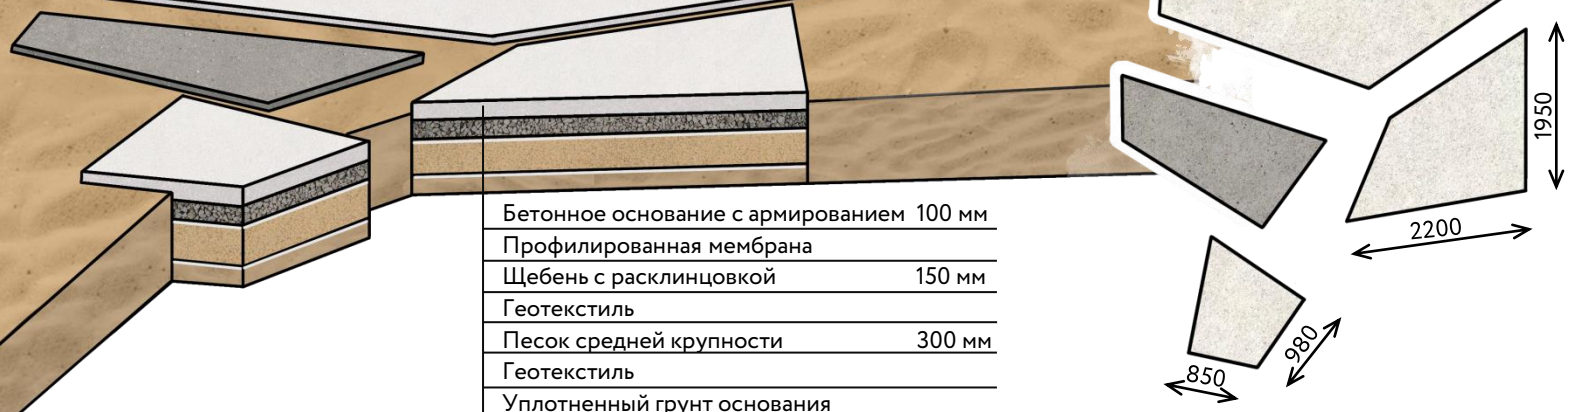 Бетонное основание с армированием 100 мм
Профилированная мембрана
Щебень с расклинцовкой 150 мм
Геотекстиль
Песок средней крупности 300 мм
Геотекстиль
Уплотненный грунт основания
1950
2200
980
850